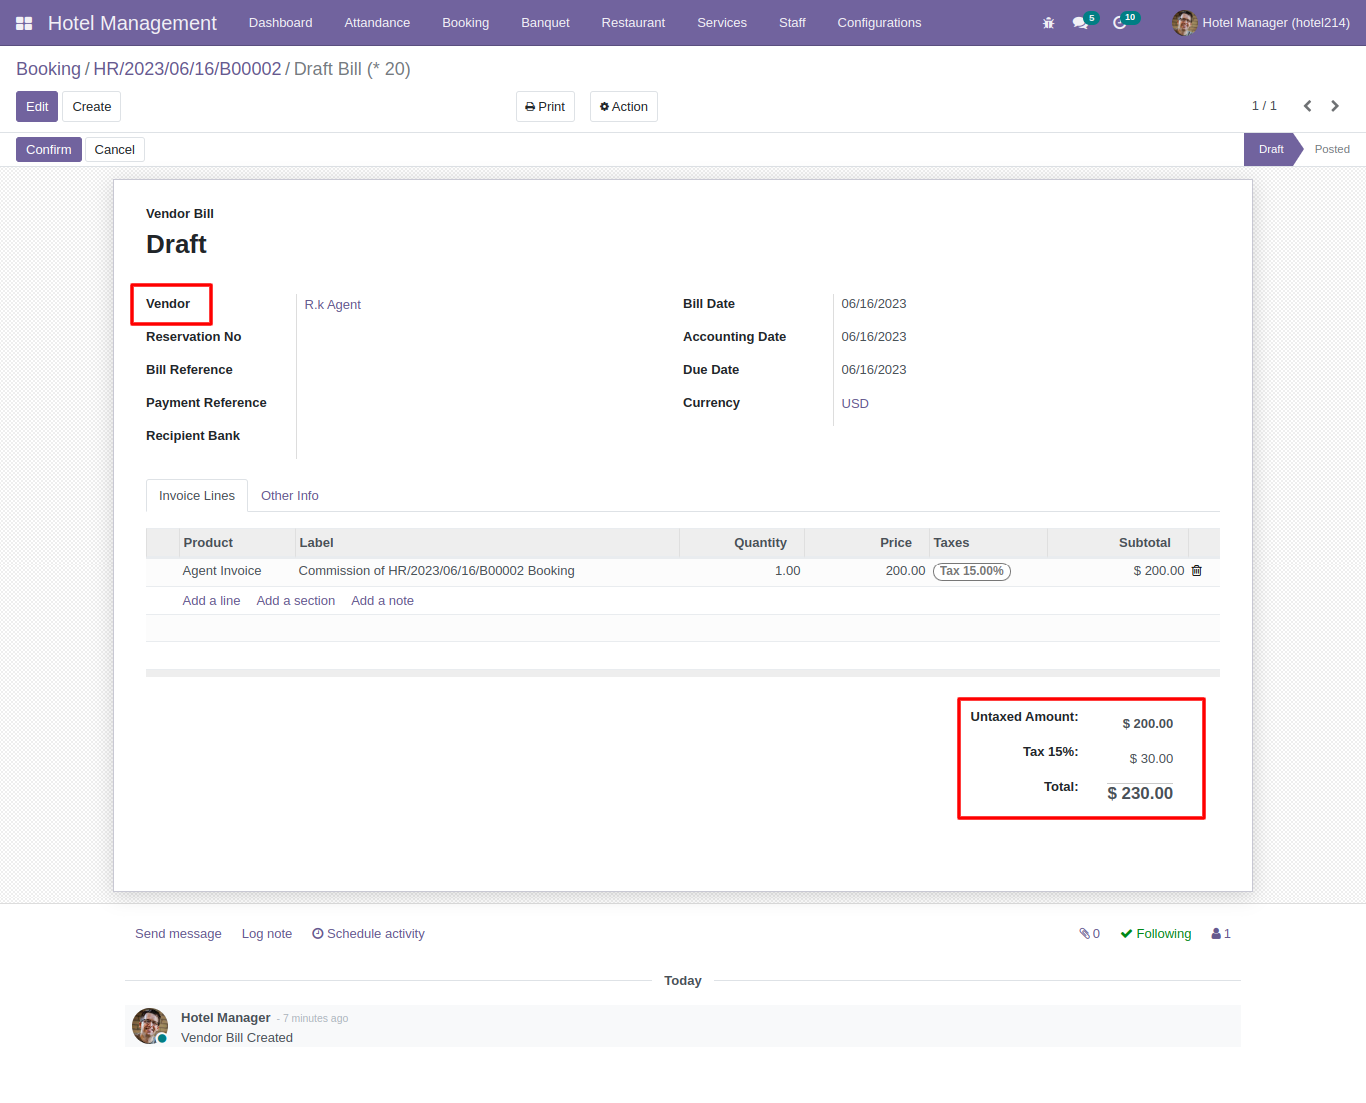 Hotel Management Dashboard Attandance Booking Banquet Restaurant Services Staff Configurations 5 10 Hotel Manager (hotel214)
Booking / HR/2023/06/16/B00002 / Draft Bill (* 20)
Edit Create Print Action 1 / 1
Confirm Cancel Draft Posted
Vendor Bill
Draft
Vendor R.k Agent Bill Date 06/16/2023
Reservation No Accounting Date 06/16/2023
Bill Reference Due Date 06/16/2023
Payment Reference Currency USD
Recipient Bank
Invoice Lines Other Info
Product Label Quantity Price Taxes Subtotal
Agent Invoice Commission of HR/2023/06/16/B00002 Booking 1.00 200.00 Tax 15.00% $ 200.00
Add a line Add a section Add a note
Untaxed Amount: $ 200.00
Tax 15%: $ 30.00
Total: $ 230.00
Send message Log note Schedule activity 0 Following 1
Today
Hotel Manager - 7 minutes ago
Vendor Bill Created